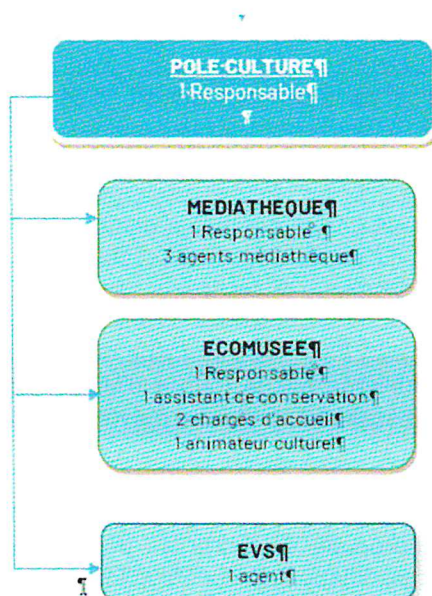 POLE·CULTURE¶
1·Responsable¶
¶
MEDIATHEQUE¶
1 Responsable° ¶
3 agents médiathèque¶
ECOMUSEE¶
1 Responsable¶
1 assistant de conservation¶
2 chargés d'accueil¶
1 animateur culturel¶
EVS¶
1 agent¶
¶